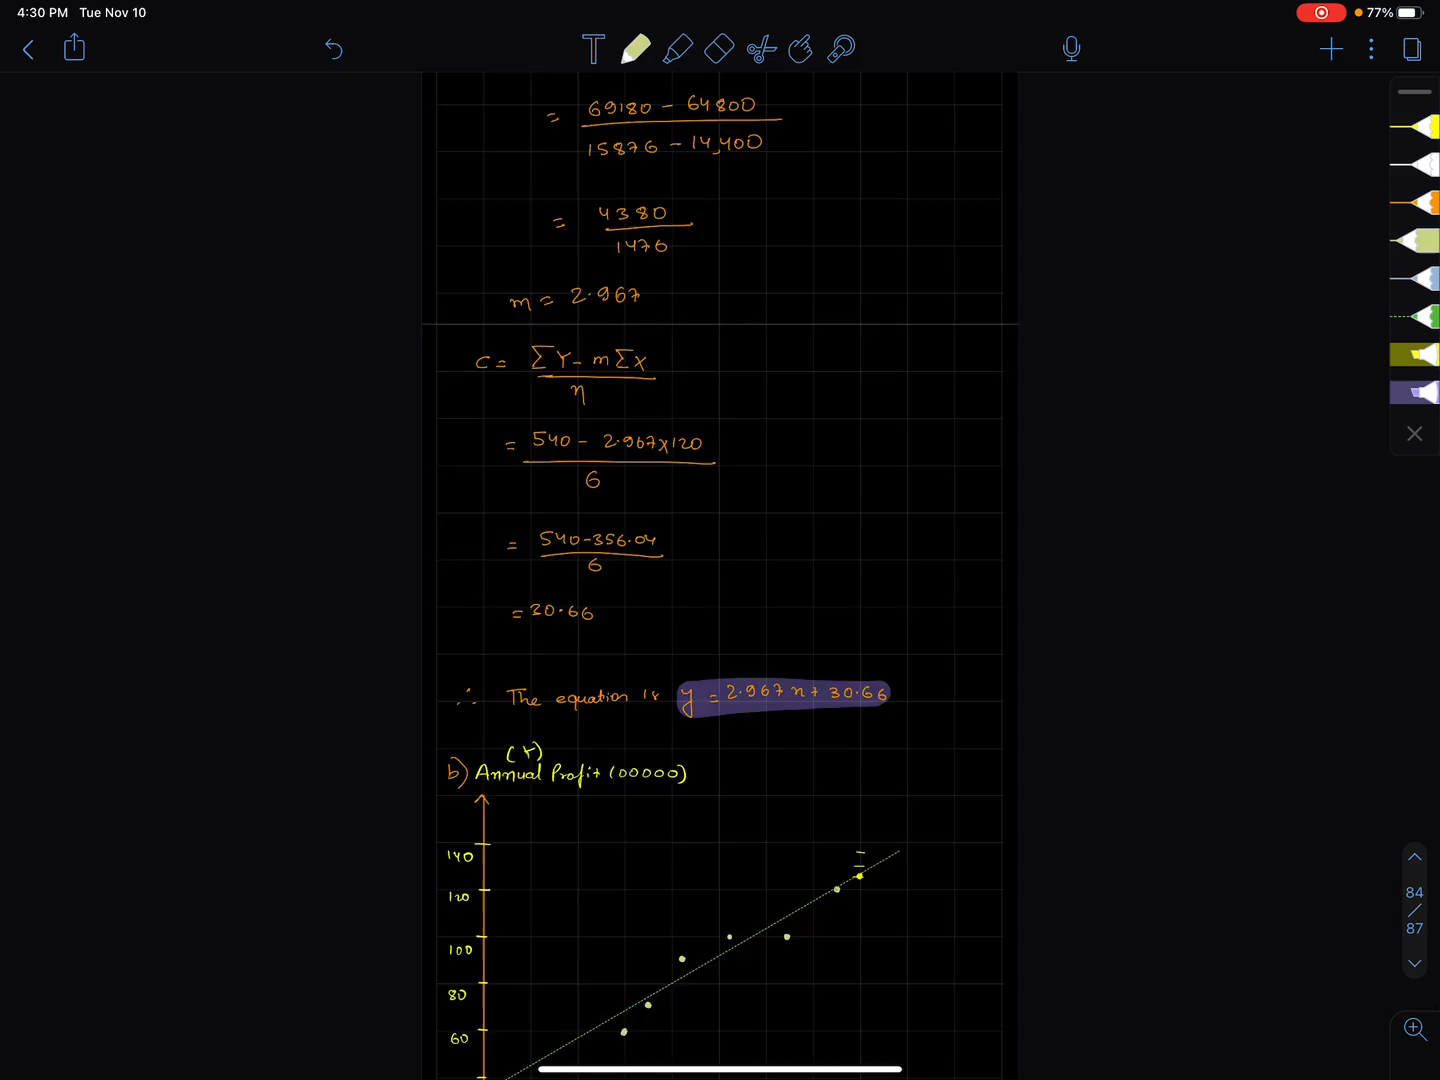 4:30 PM Tue Nov 10
77%
= 69180 - 64800
15876 - 14,400
= 4380
1476
m = 2.967
C = ΣY - mΣX
n
= 540 - 2.967x120
6
= 540-356.04
6
= 30.66
∴ The equation is y = 2.967x + 30.66
(Y)
b) Annual Profit (00000)
140
120
100
80
60
84
/
87